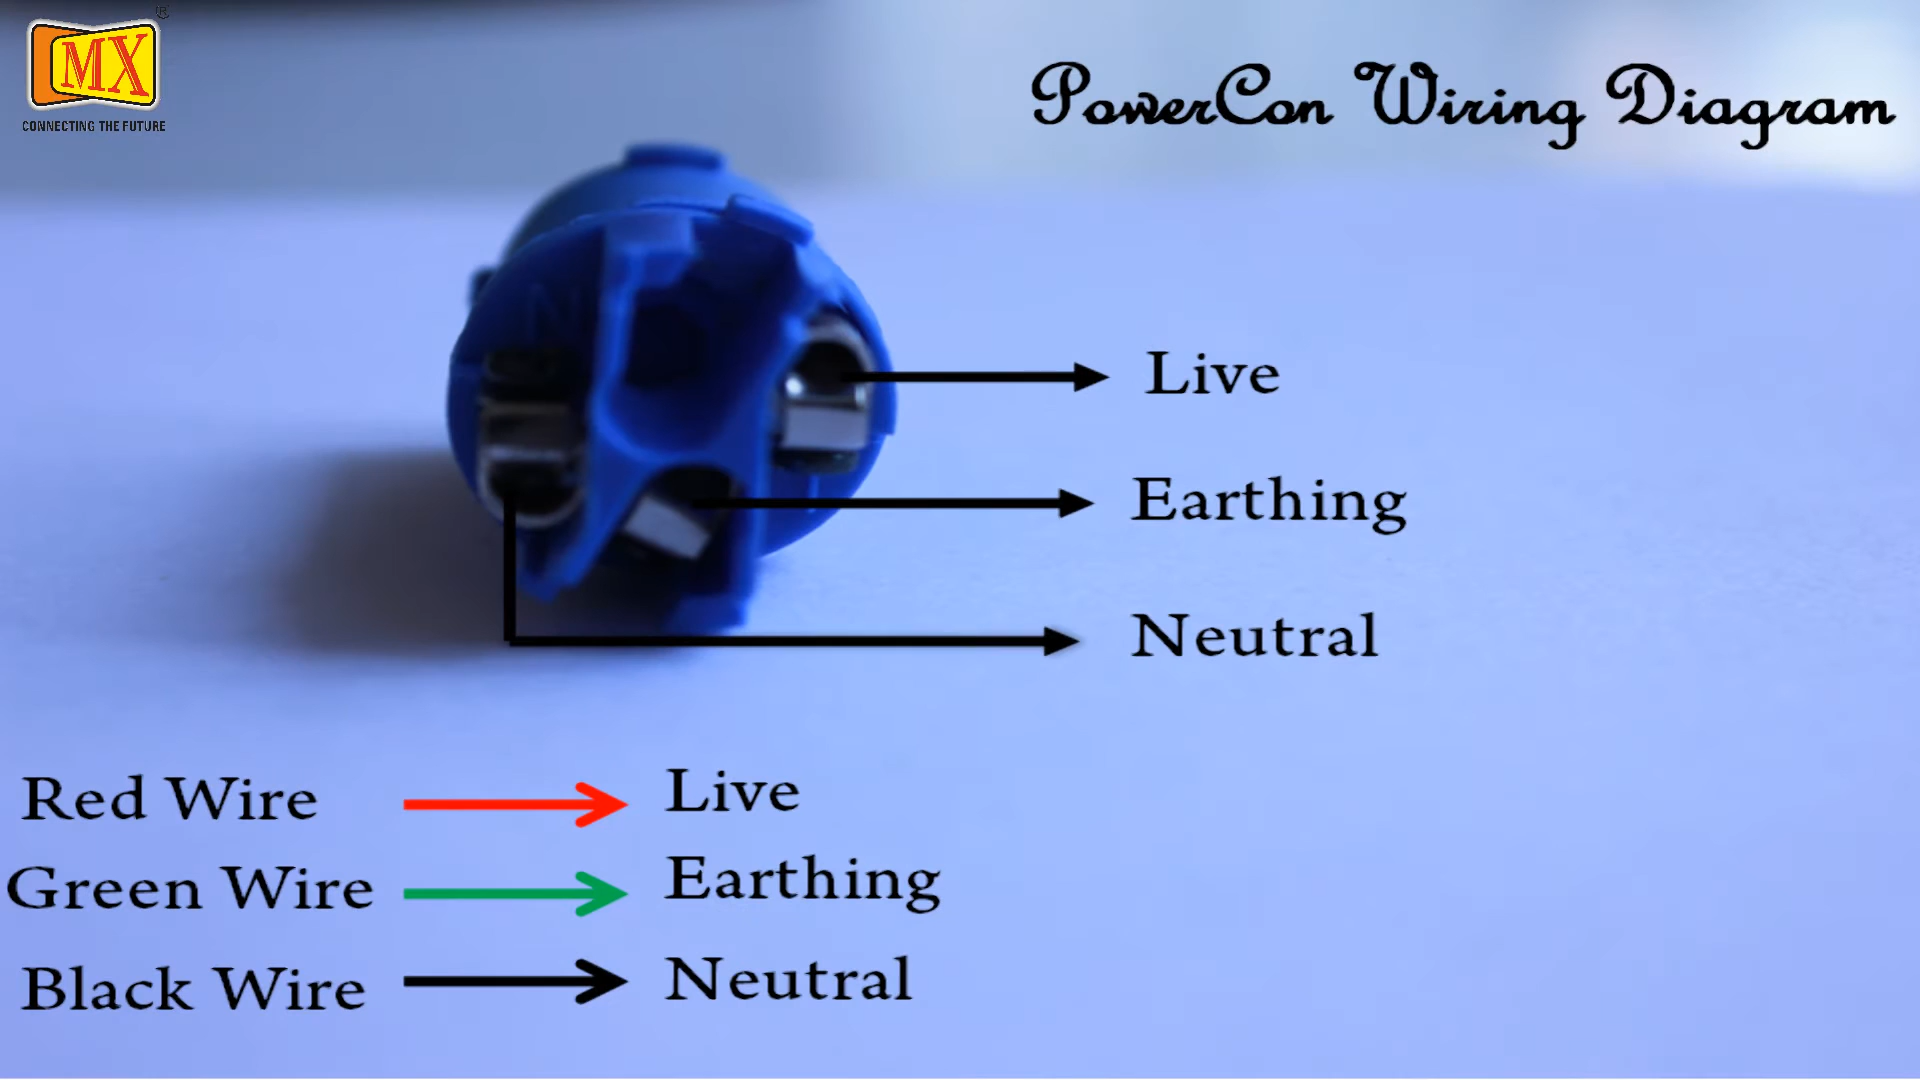 MX
®
CONNECTING THE FUTURE
PowerCon Wiring Diagram
N
Live
Earthing
Neutral
Red Wire Live
Green Wire Earthing
Black Wire Neutral